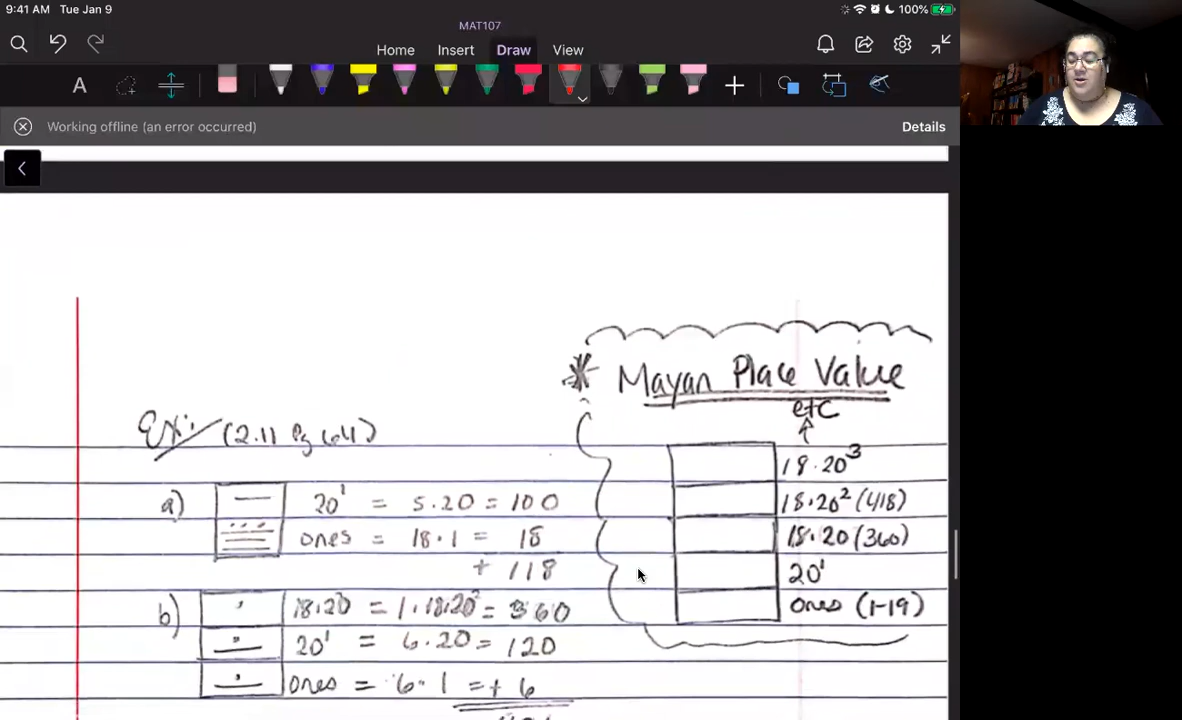 9:41 AM Tue Jan 9
100%
MAT107
Home Insert Draw View
A
Working offline (an error occurred)
Details
* Mayan Place Value
etc
18·20³
18·20² (418)
18·20 (360)
20¹
ones (1-19)
Ex: (2.11 Pg 64)
a) 20¹ = 5·20 = 100
ones = 18·1 = 18
+ 118
b) 18·20 = 1·18·20 = 360
20¹ = 6·20 = 120
ones = 6·1 = + 6